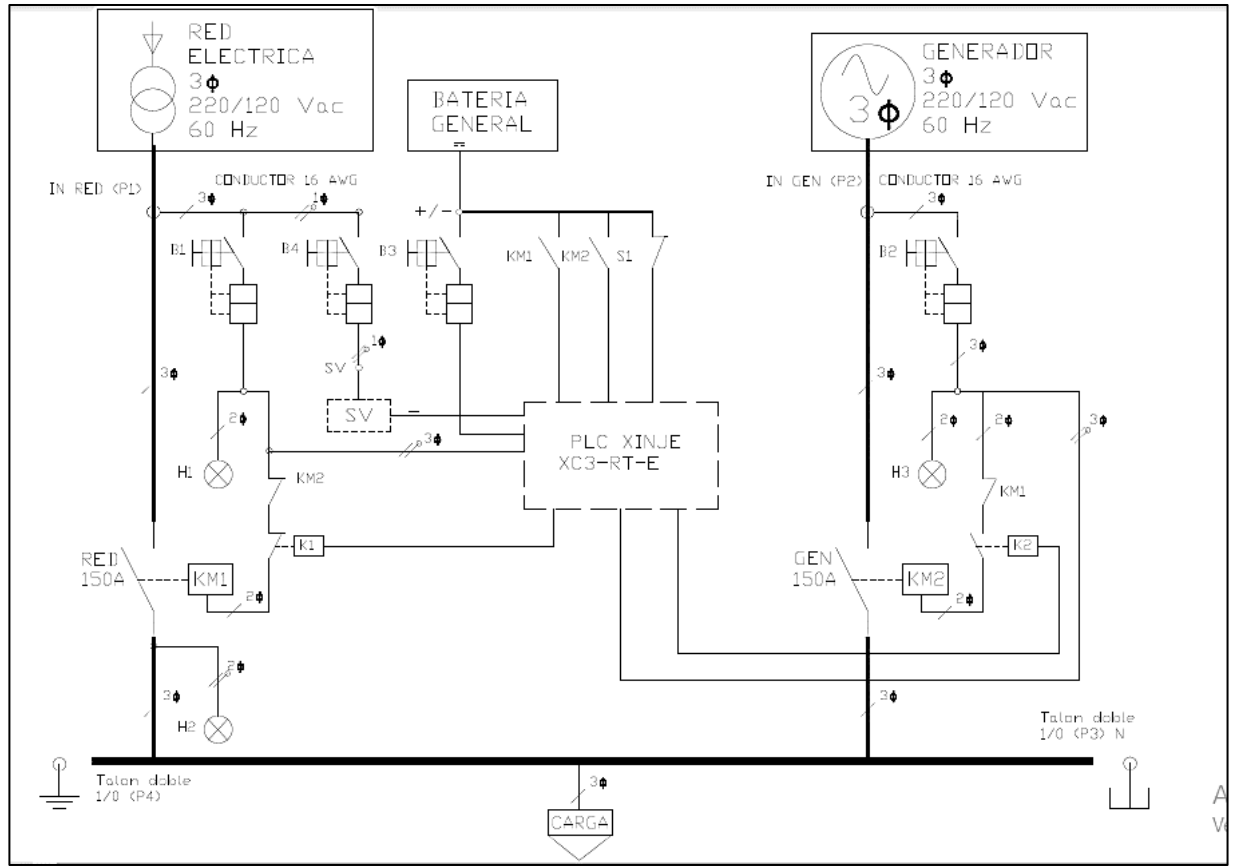 RED
ELECTRICA
3ϕ
220/120 Vac
60 Hz
BATERIA
GENERAL
GENERADOR
3ϕ
220/120 Vac
60 Hz
3ϕ
IN RED (P1)
CONDUCTOR 16 AWG
3ϕ
1ϕ
+/-
IN GEN (P2)
CONDUCTOR 16 AWG
3ϕ
B1
B4
B3
KM1
KM2
S1
B2
1ϕ
SV
3ϕ
3ϕ
3ϕ
SV
-
2ϕ
3ϕ
PLC XINJE
XC3-RT-E
2ϕ
2ϕ
3ϕ
H1
KM2
H3
KM1
K1
K2
RED
150A
KM1
2ϕ
GEN
150A
KM2
2ϕ
2ϕ
3ϕ
H2
3ϕ
Talon doble
1/0 (P3) N
Talon doble
1/0 (P4)
3ϕ
CARGA
A